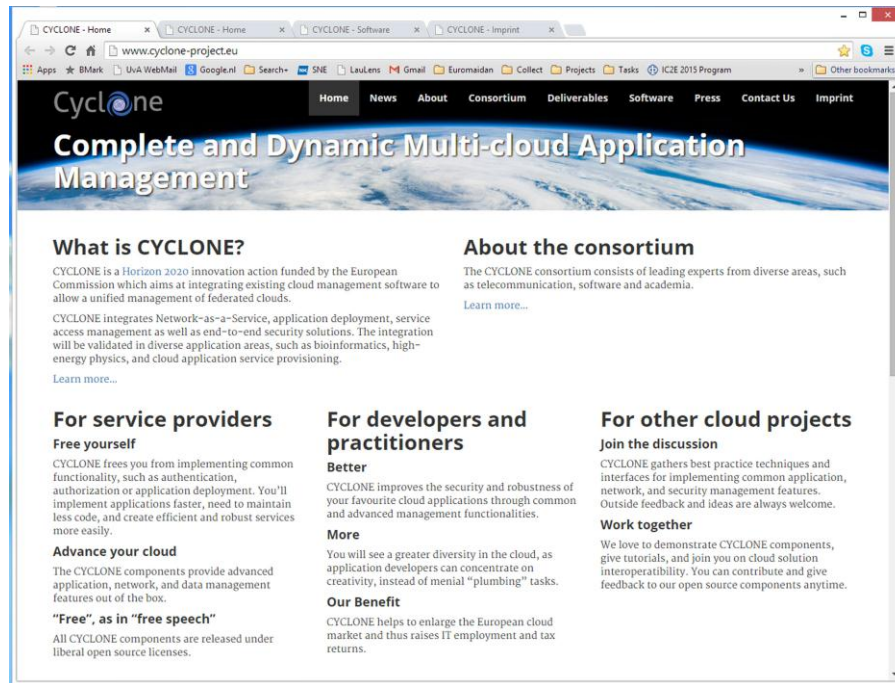 CYCLONE - Home
CYCLONE - Home
CYCLONE - Software
CYCLONE - Imprint
www.cyclone-project.eu
Apps BMark UvA WebMail Google.nl Search+ SNE LauLens Gmail Euromaidan Collect Projects Tasks IC2E 2015 Program » Other bookmarks
Cyclone
Home News About Consortium Deliverables Software Press Contact Us Imprint
Complete and Dynamic Multi-cloud Application
Management
What is CYCLONE?
CYCLONE is a Horizon 2020 innovation action funded by the European
Commission which aims at integrating existing cloud management software to
allow a unified management of federated clouds.
CYCLONE integrates Network-as-a-Service, application deployment, service
access management as well as end-to-end security solutions. The integration
will be validated in diverse application areas, such as bioinformatics, high-
energy physics, and cloud application service provisioning.
Learn more...
About the consortium
The CYCLONE consortium consists of leading experts from diverse areas, such
as telecommunication, software and academia.
Learn more...
For service providers
Free yourself
CYCLONE frees you from implementing common
functionality, such as authentication,
authorization or application deployment. You'll
implement applications faster, need to maintain
less code, and create efficient and robust services
more easily.
Advance your cloud
The CYCLONE components provide advanced
application, network, and data management
features out of the box.
"Free", as in "free speech"
All CYCLONE components are released under
liberal open source licenses.
For developers and
practitioners
Better
CYCLONE improves the security and robustness of
your favourite cloud applications through common
and advanced management functionalities.
More
You will see a greater diversity in the cloud, as
application developers can concentrate on
creativity, instead of menial "plumbing" tasks.
Our Benefit
CYCLONE helps to enlarge the European cloud
market and thus raises IT employment and tax
returns.
For other cloud projects
Join the discussion
CYCLONE gathers best practice techniques and
interfaces for implementing common application,
network, and security management features.
Outside feedback and ideas are always welcome.
Work together
We love to demonstrate CYCLONE components,
give tutorials, and join you on cloud solution
interoperability. You can contribute and give
feedback to our open source components anytime.